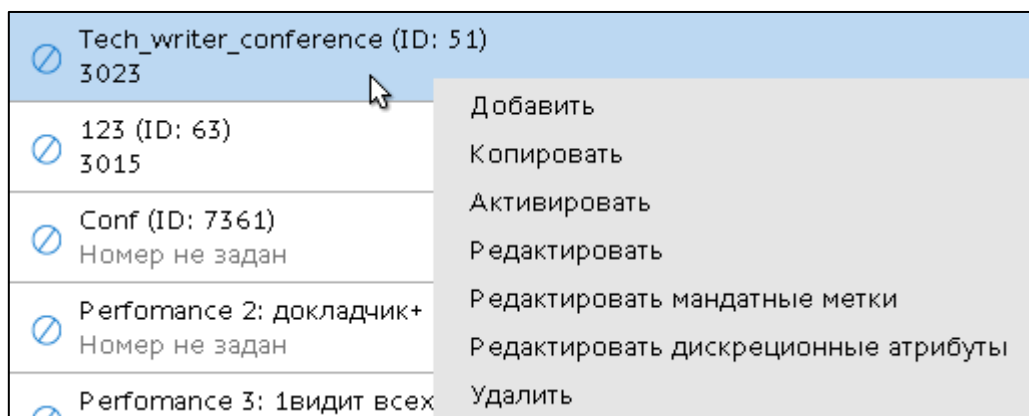 Tech_writer_conference (ID: 51)
3023
123 (ID: 63)
3015
Conf (ID: 7361)
Номер не задан
Perfomance 2: докладчик+
Номер не задан
Perfomance 3: 1видит всех
Добавить
Копировать
Активировать
Редактировать
Редактировать мандатные метки
Редактировать дискреционные атрибуты
Удалить